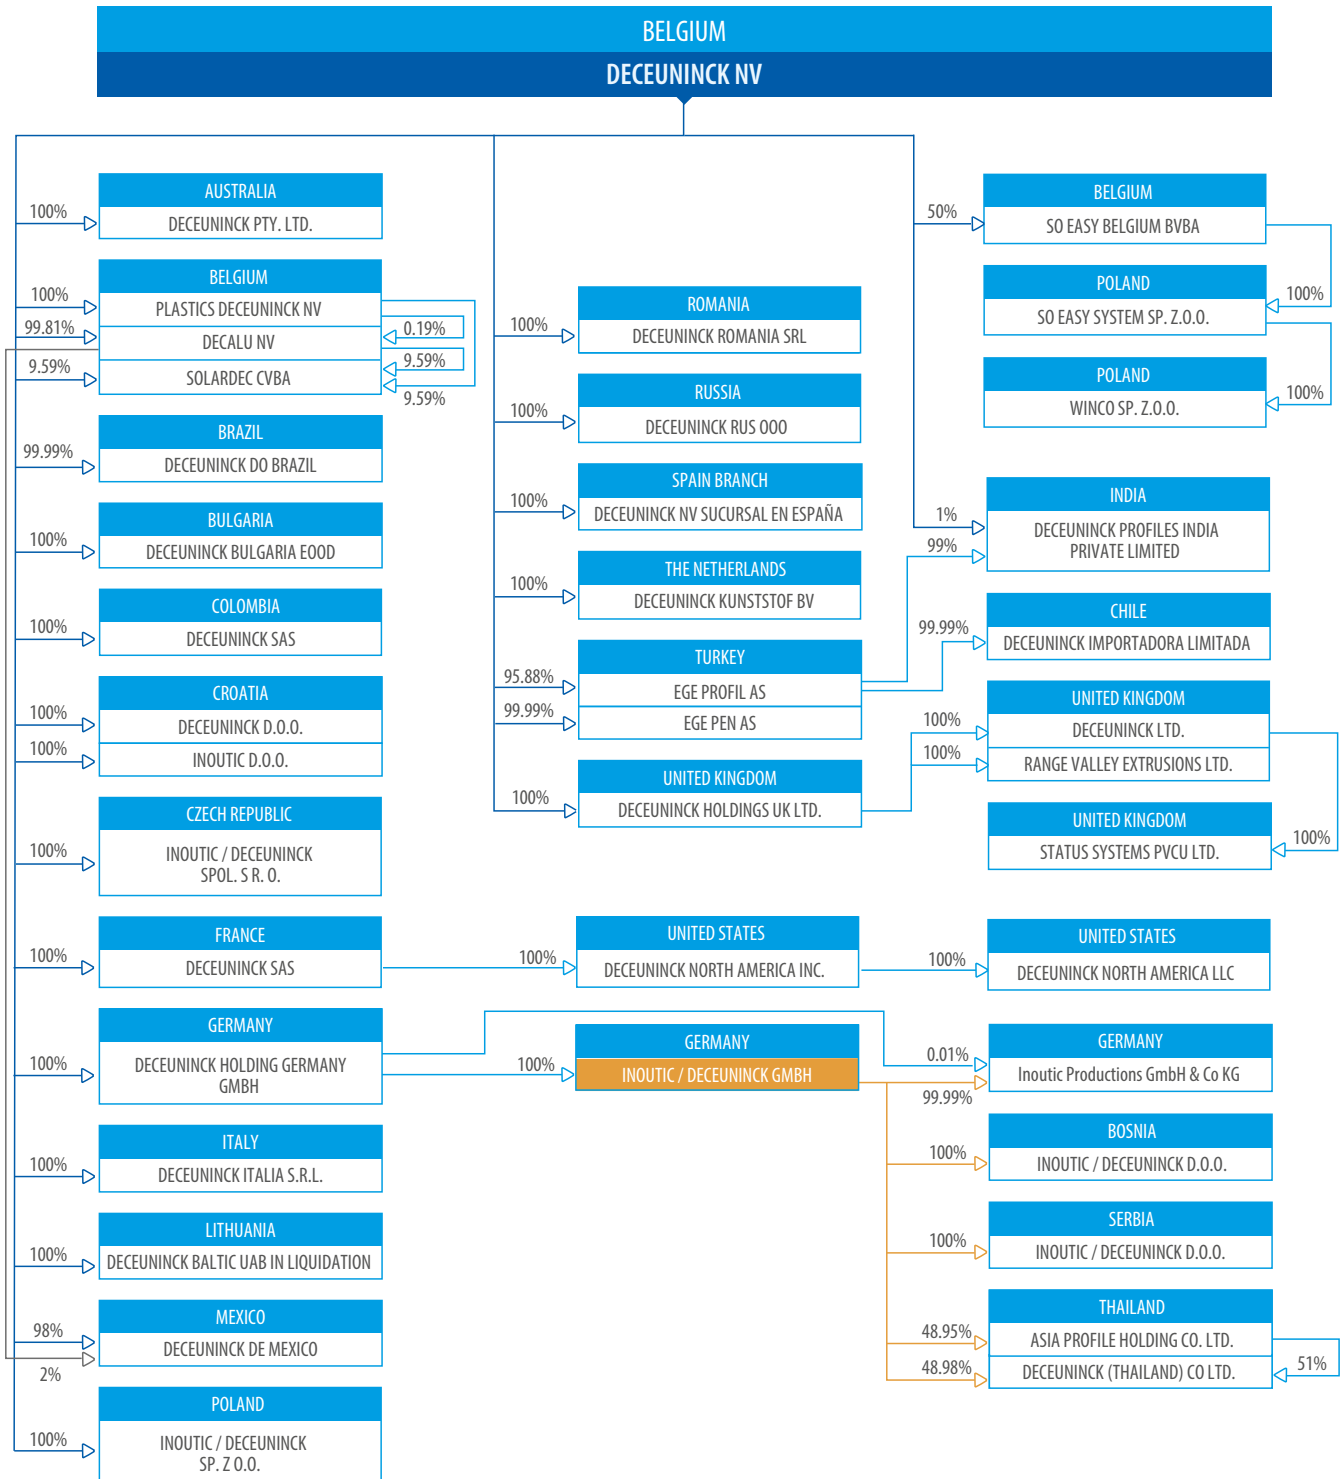 BELGIUM
DECEUNINCK NV
AUSTRALIA
100%
DECEUNINCK PTY. LTD.
BELGIUM
100%
PLASTICS DECEUNINCK NV
99.81%
DECALU NV
0.19%
9.59%
SOLARDEC CVBA
9.59%
9.59%
BRAZIL
99.99%
DECEUNINCK DO BRAZIL
BULGARIA
100%
DECEUNINCK BULGARIA EOOD
COLOMBIA
100%
DECEUNINCK SAS
CROATIA
100%
DECEUNINCK D.O.O.
100%
INOUTIC D.O.O.
CZECH REPUBLIC
100%
INOUTIC / DECEUNINCK
SPOL. S R. O.
FRANCE
100%
DECEUNINCK SAS
GERMANY
100%
DECEUNINCK HOLDING GERMANY
GMBH
ITALY
100%
DECEUNINCK ITALIA S.R.L.
LITHUANIA
100%
DECEUNINCK BALTIC UAB IN LIQUIDATION
MEXICO
98%
DECEUNINCK DE MEXICO
2%
POLAND
100%
INOUTIC / DECEUNINCK
SP. Z O.O.
ROMANIA
100%
DECEUNINCK ROMANIA SRL
RUSSIA
100%
DECEUNINCK RUS OOO
SPAIN BRANCH
100%
DECEUNINCK NV SUCURSAL EN ESPAÑA
THE NETHERLANDS
100%
DECEUNINCK KUNSTSTOF BV
TURKEY
95.88%
EGE PROFIL AS
99.99%
EGE PEN AS
UNITED KINGDOM
100%
DECEUNINCK HOLDINGS UK LTD.
UNITED STATES
100%
DECEUNINCK NORTH AMERICA INC.
GERMANY
100%
INOUTIC / DECEUNINCK GMBH
BELGIUM
50%
SO EASY BELGIUM BVBA
POLAND
100%
SO EASY SYSTEM SP. Z.O.O.
POLAND
100%
WINCO SP. Z.O.O.
INDIA
1%
DECEUNINCK PROFILES INDIA
PRIVATE LIMITED
99%
CHILE
99.99%
DECEUNINCK IMPORTADORA LIMITADA
UNITED KINGDOM
100%
DECEUNINCK LTD.
100%
RANGE VALLEY EXTRUSIONS LTD.
UNITED KINGDOM
100%
STATUS SYSTEMS PVCU LTD.
UNITED STATES
100%
DECEUNINCK NORTH AMERICA LLC
GERMANY
0.01%
Inoutic Productions GmbH & Co KG
99.99%
BOSNIA
100%
INOUTIC / DECEUNINCK D.O.O.
SERBIA
100%
INOUTIC / DECEUNINCK D.O.O.
THAILAND
48.95%
ASIA PROFILE HOLDING CO. LTD.
48.98%
DECEUNINCK (THAILAND) CO LTD.
51%